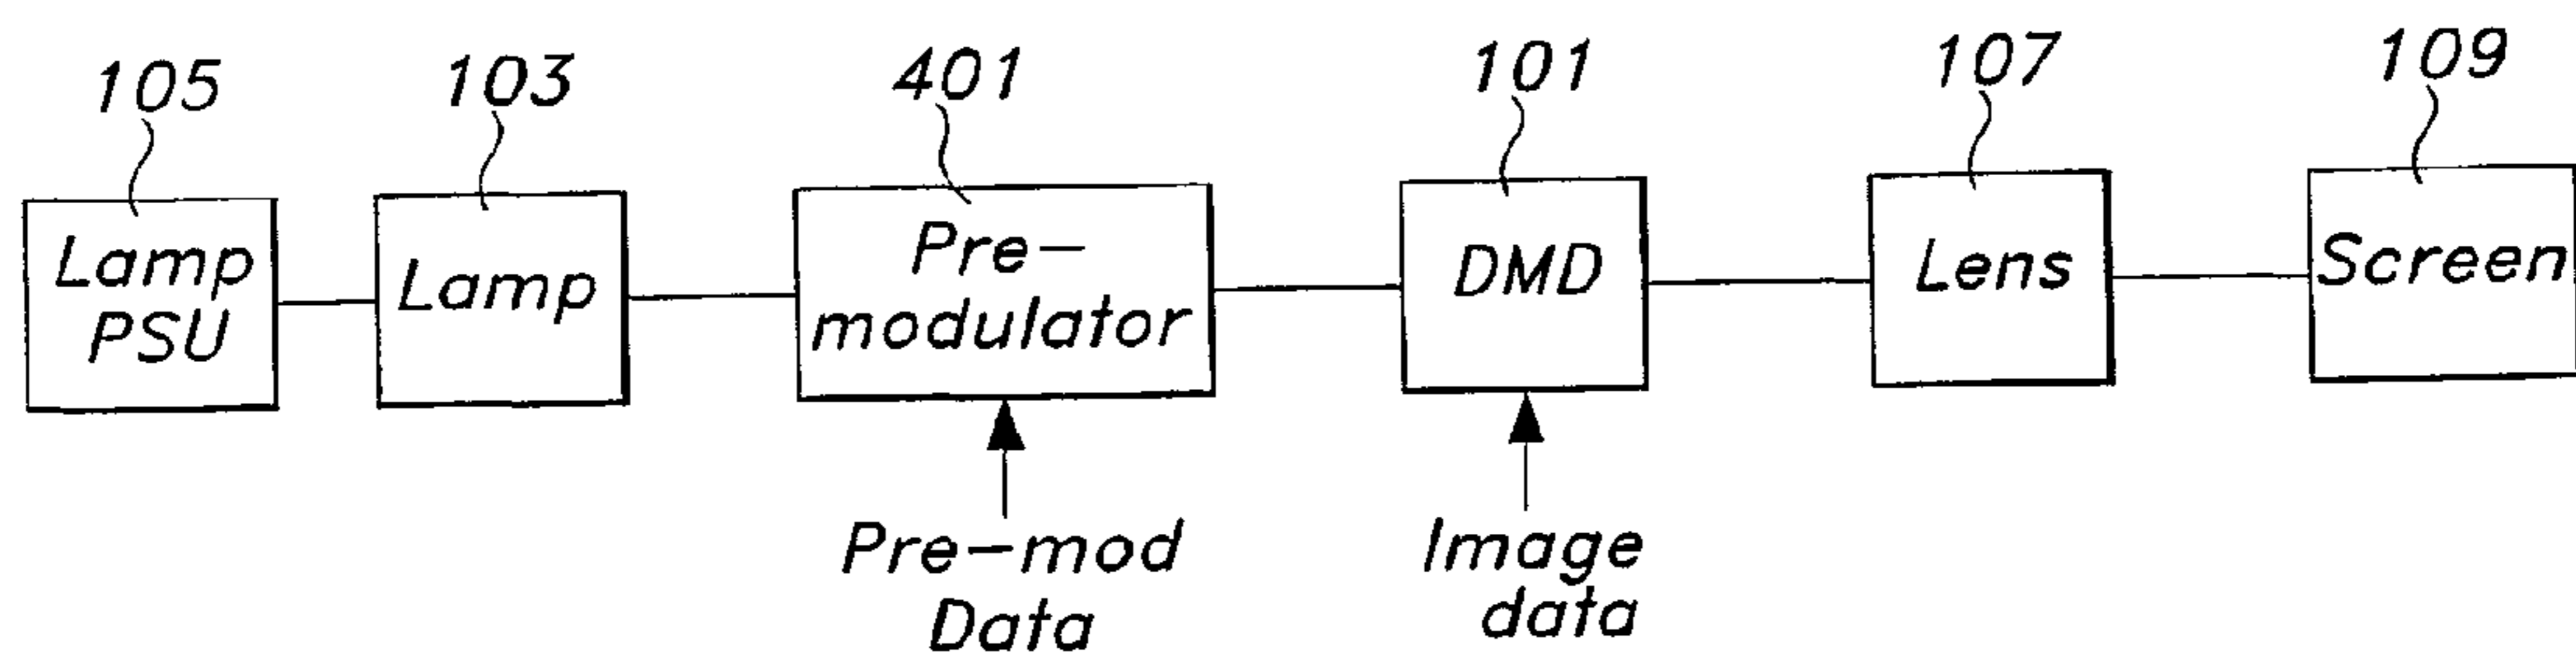 105
103
401
101
107
109
Lamp
PSU
Lamp
Pre-
modulator
DMD
Lens
Screen
Pre-mod
Data
Image
data